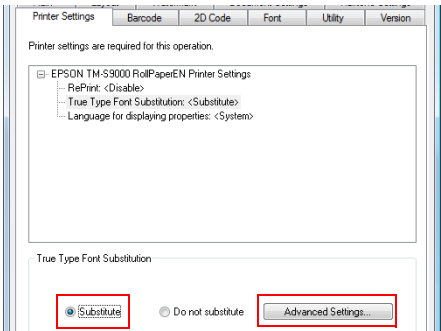 Printer Settings Barcode 2D Code Font Utility Version
Printer settings are required for this operation.
EPSON TM-S9000 RollPaperEN Printer Settings
RePrint: <Disable>
True Type Font Substitution: <Substitute>
Language for displaying properties: <System>
True Type Font Substitution
Substitute Do not substitute Advanced Settings...